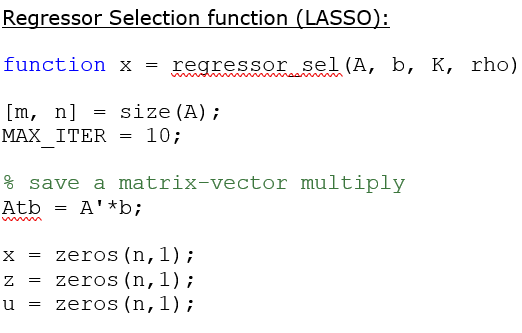 Regressor Selection function (LASSO):
function x = regressor_sel(A, b, K, rho)
[m, n] = size(A);
MAX_ITER = 10;
% save a matrix-vector multiply
Atb = A'*b;
x = zeros(n,1);
z = zeros(n,1);
u = zeros(n,1);